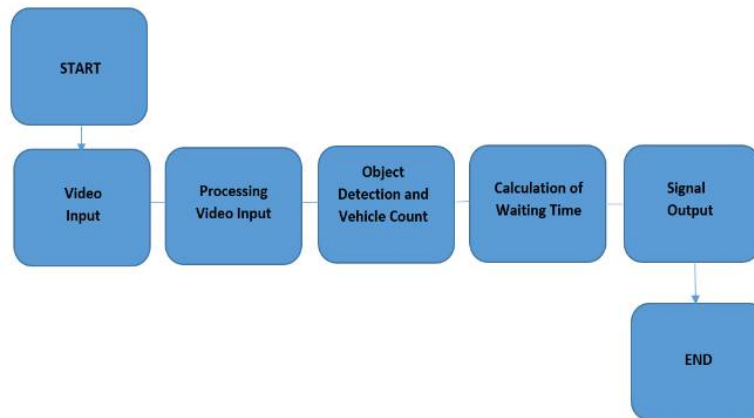 START
Video
Input
Processing
Video Input
Object
Detection and
Vehicle Count
Calculation of
Waiting Time
Signal
Output
END